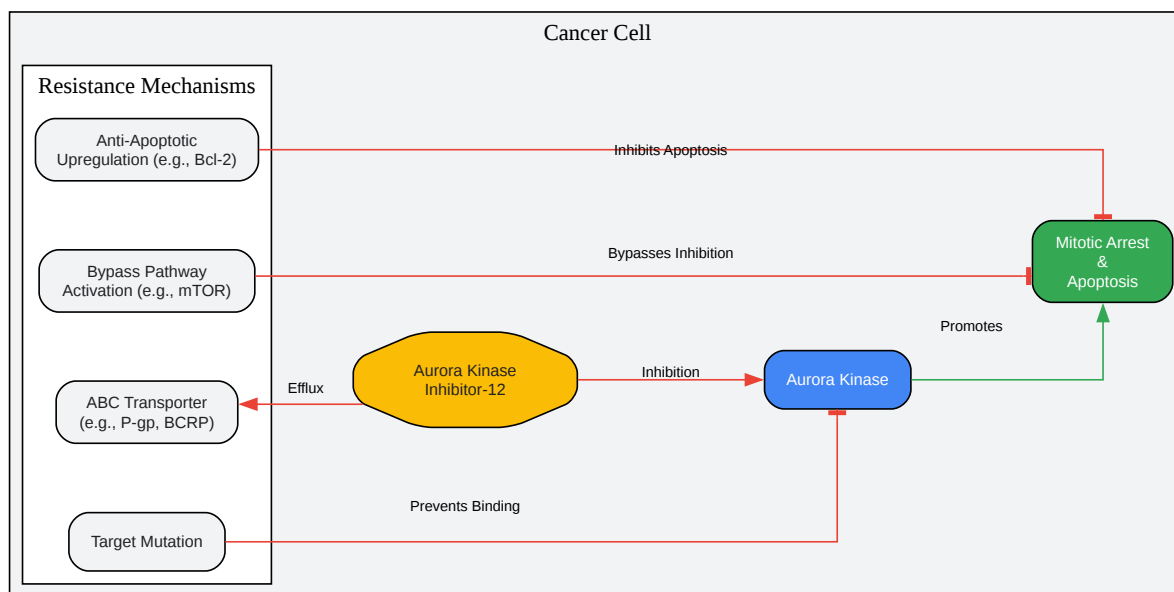 Cancer Cell
Resistance Mechanisms
Anti-Apoptotic
Upregulation (e.g., Bcl-2)
Inhibits Apoptosis
Bypass Pathway
Activation (e.g., mTOR)
Bypasses Inhibition
Mitotic Arrest
&
Apoptosis
Promotes
Aurora Kinase
Inhibitor-12
Inhibition
Aurora Kinase
Efflux
ABC Transporter
(e.g., P-gp, BCRP)
Prevents Binding
Target Mutation